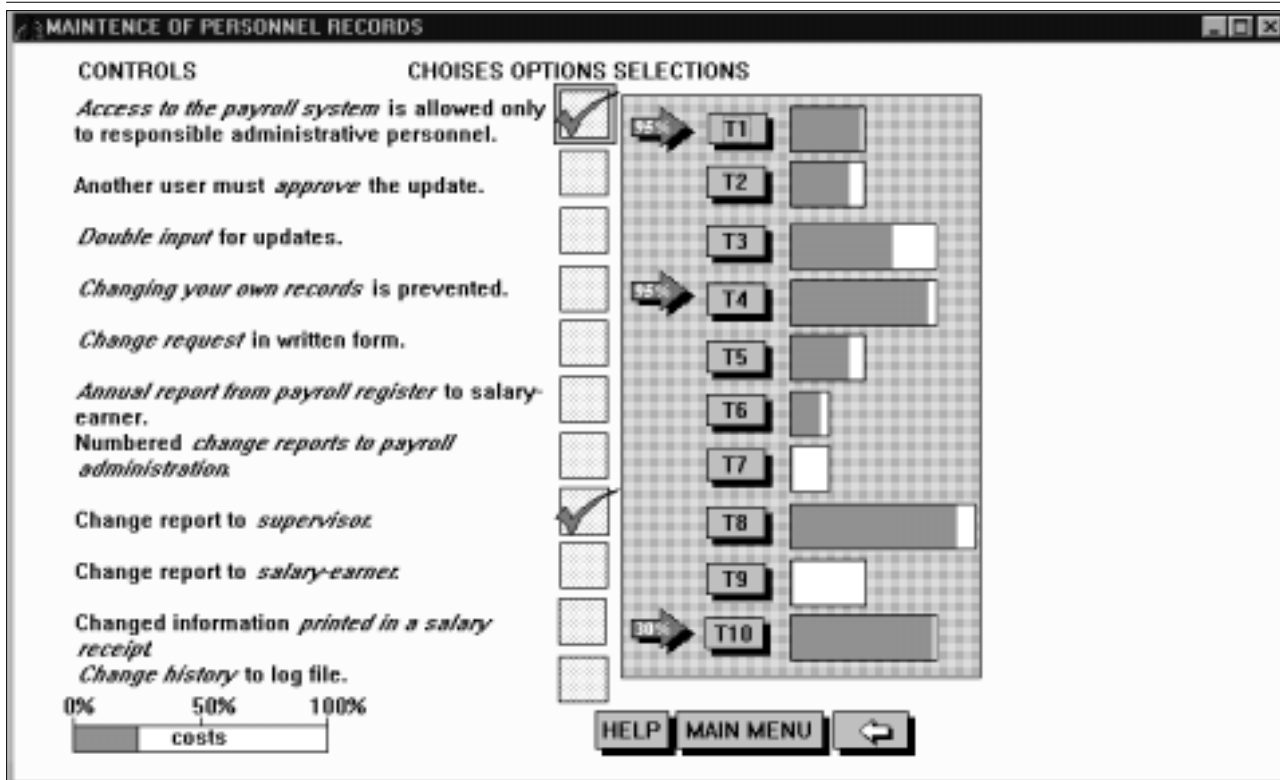 MAINTENCE OF PERSONNEL RECORDS
CONTROLS
CHOISES OPTIONS SELECTIONS
Access to the payroll system is allowed only
to responsible administrative personnel.
Another user must approve the update.
Double input for updates.
Changing your own records is prevented.
Change request in written form.
Annual report from payroll register to salary-
earner.
Numbered change reports to payroll
administration.
Change report to supervisor.
Change report to salary-earner.
Changed information printed in a salary
receipt.
Change history to log file.
0% 50% 100%
costs
95% T1
T2
T3
95% T4
T5
T6
T7
T8
T9
T10
HELP
MAIN MENU